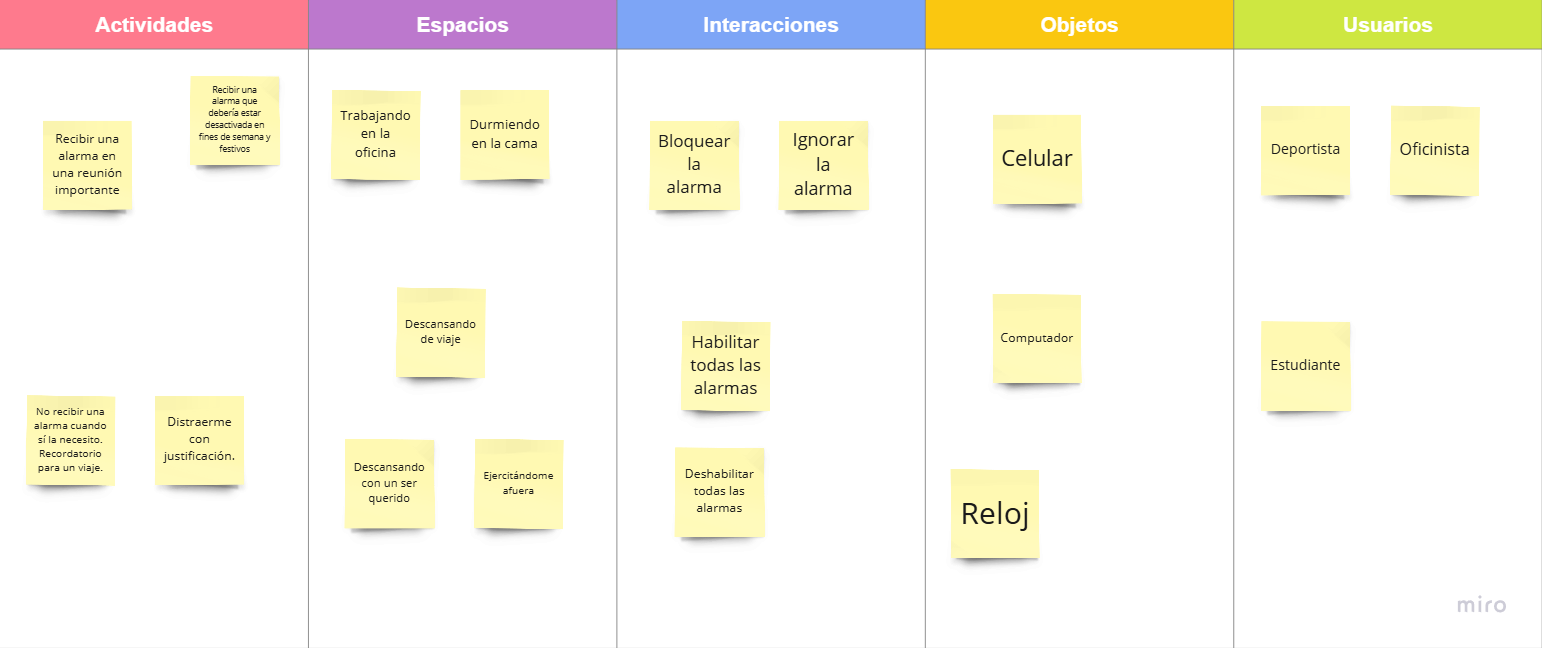 Actividades
Espacios
Interacciones
Objetos
Usuarios
Recibir una
alarma en
una reunión
importante
Recibir una
alarma que
debería estar
desactivada en
fines de semana y
festivos
No recibir una
alarma cuando
sí la necesito.
Recordatorio
para un viaje.
Distraerme
con
justificación.
Trabajando
en la
oficina
Durmiendo
en la cama
Descansando
de viaje
Descansando
con un ser
querido
Ejercitándome
afuera
Bloquear
la
alarma
Ignorar
la
alarma
Habilitar
todas las
alarmas
Deshabilitar
todas las
alarmas
Celular
Computador
Reloj
Deportista
Oficinista
Estudiante
miro